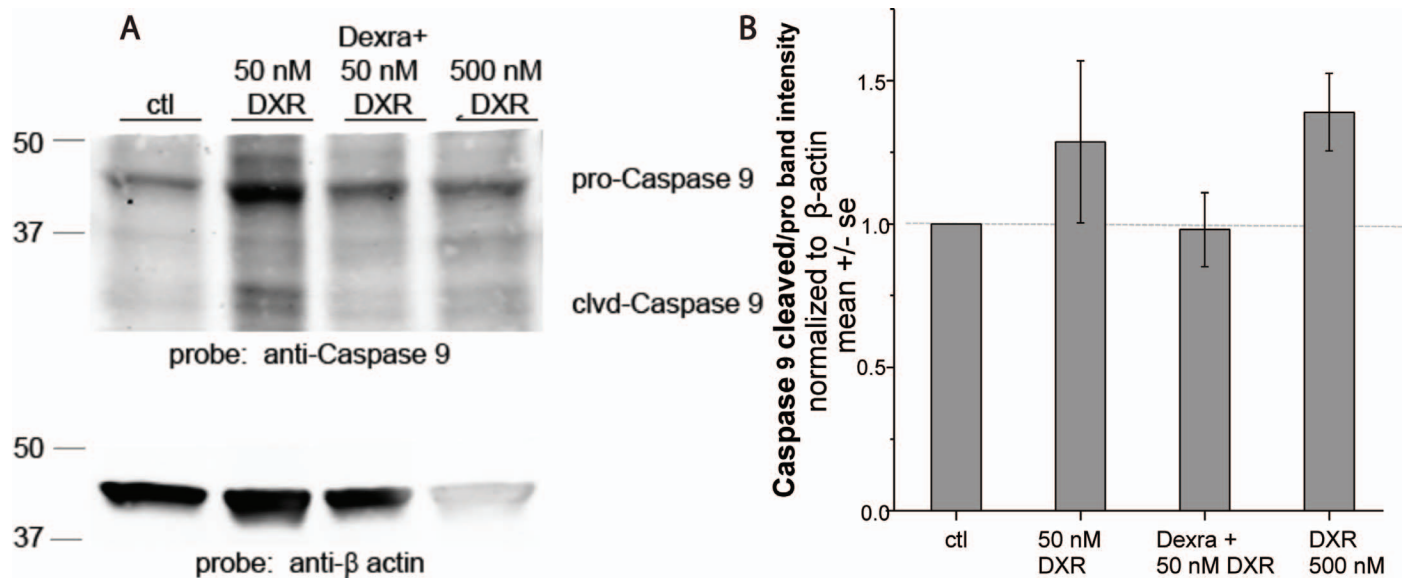 A
ctl
50 nM
DXR
Dexra+
50 nM
DXR
500 nM
DXR
50
37
pro-Caspase 9
clvd-Caspase 9
probe: anti-Caspase 9
50
37
probe: anti-β actin
B
Caspase 9 cleaved/pro band intensity
normalized to β-actin
mean +/- se
1.5
1.0
0.5
0.0
ctl
50 nM
DXR
Dexra +
50 nM DXR
DXR
500 nM